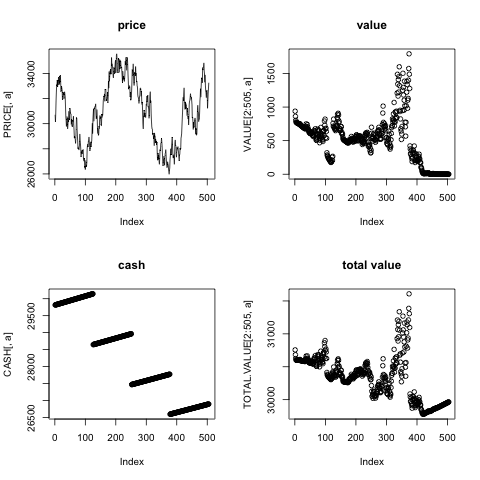 price
PRICE[, a]
26000 30000 34000
0 100 200 300 400 500
Index
value
VALUE[2:505, a]
0 500 1000 1500
0 100 200 300 400 500
Index
cash
CASH[, a]
26500 28000 29500
0 100 200 300 400 500
Index
total value
TOTAL.VALUE[2:505, a]
30000 31000
0 100 200 300 400 500
Index